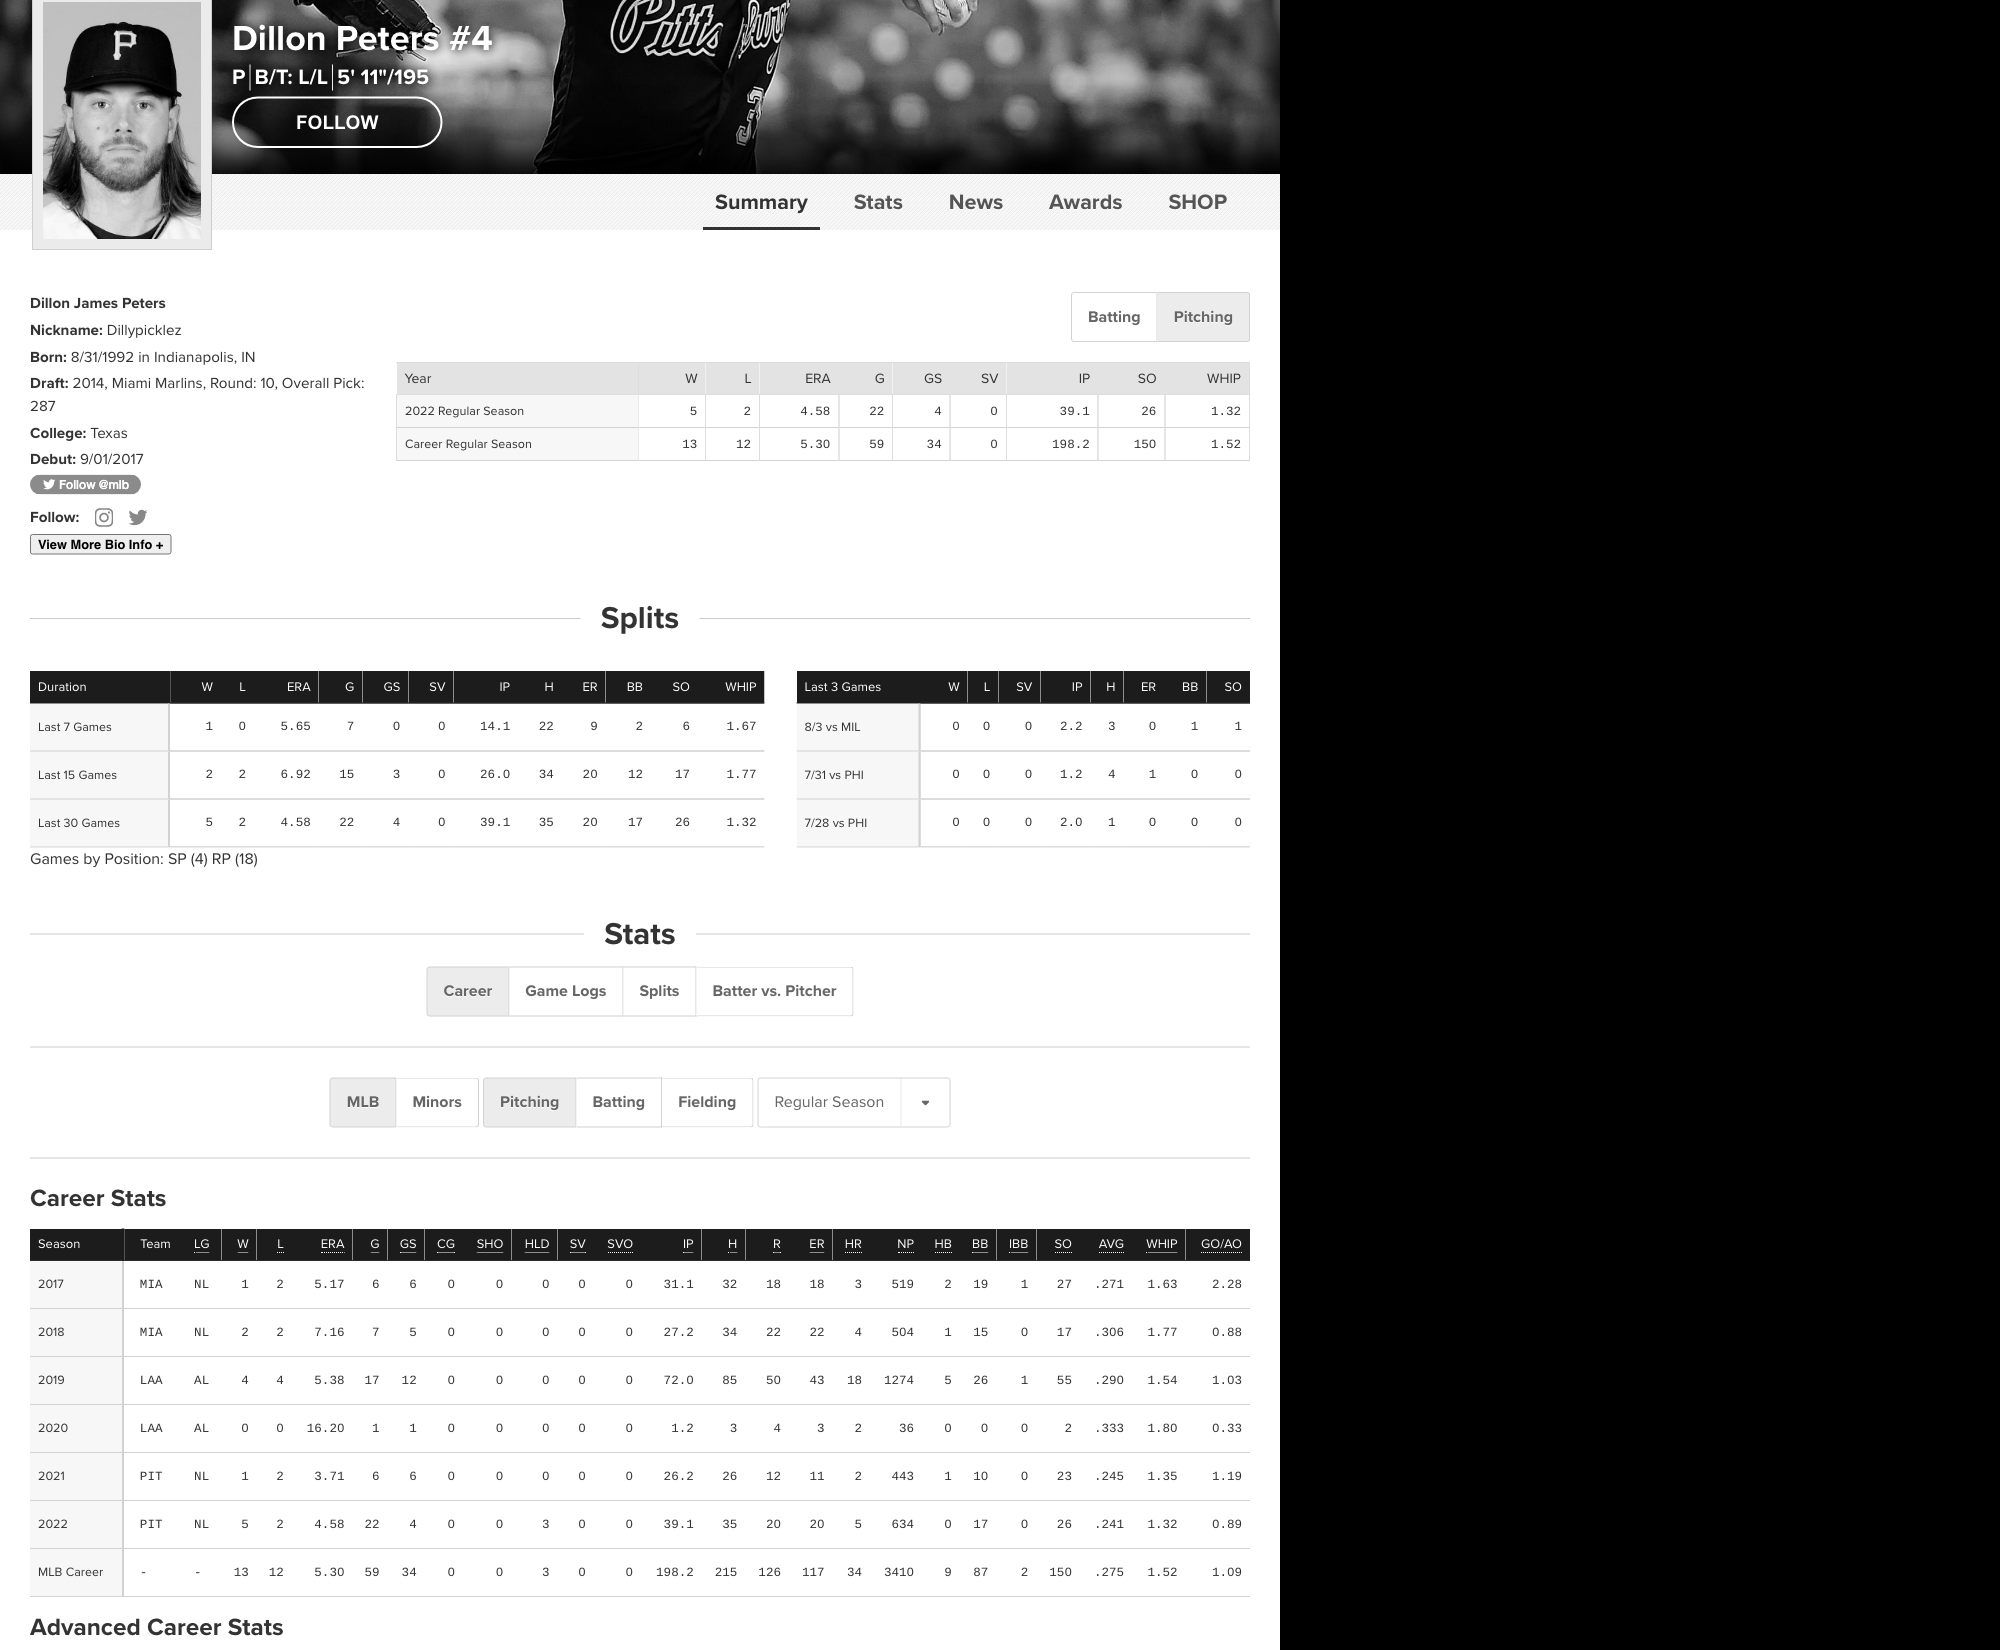 Pittsburgh
P
Dillon Peters #4
P B/T: L/L 5' 11"/195
FOLLOW
Summary Stats News Awards SHOP
Dillon James Peters
Nickname: Dillypicklez
Born: 8/31/1992 in Indianapolis, IN
Draft: 2014, Miami Marlins, Round: 10, Overall Pick:
287
College: Texas
Debut: 9/01/2017
Follow @mlb
Follow:
View More Bio Info +
Batting Pitching
Year W L ERA G GS SV IP SO WHIP
2022 Regular Season 5 2 4.58 22 4 0 39.1 26 1.32
Career Regular Season 13 12 5.30 59 34 0 198.2 150 1.52
Splits
Duration W L ERA G GS SV IP H ER BB SO WHIP
Last 7 Games 1 0 5.65 7 0 0 14.1 22 9 2 6 1.67
Last 15 Games 2 2 6.92 15 3 0 26.0 34 20 12 17 1.77
Last 30 Games 5 2 4.58 22 4 0 39.1 35 20 17 26 1.32
Games by Position: SP (4) RP (18)
Last 3 Games W L SV IP H ER BB SO
8/3 vs MIL 0 0 0 2.2 3 0 1 1
7/31 vs PHI 0 0 0 1.2 4 1 0 0
7/28 vs PHI 0 0 0 2.0 1 0 0 0
Stats
Career Game Logs Splits Batter vs. Pitcher
MLB Minors Pitching Batting Fielding Regular Season
Career Stats
Season Team LG W L ERA G GS CG SHO HLD SV SVO IP H R ER HR NP HB BB IBB SO AVG WHIP GO/AO
2017 MIA NL 1 2 5.17 6 6 0 0 0 0 0 31.1 32 18 18 3 519 2 19 1 27 .271 1.63 2.28
2018 MIA NL 2 2 7.16 7 5 0 0 0 0 0 27.2 34 22 22 4 504 1 15 0 17 .306 1.77 0.88
2019 LAA AL 4 4 5.38 17 12 0 0 0 0 0 72.0 85 50 43 18 1274 5 26 1 55 .290 1.54 1.03
2020 LAA AL 0 0 16.20 1 1 0 0 0 0 0 1.2 3 4 3 2 36 0 0 0 2 .333 1.80 0.33
2021 PIT NL 1 2 3.71 6 6 0 0 0 0 0 26.2 26 12 11 2 443 1 10 0 23 .245 1.35 1.19
2022 PIT NL 5 2 4.58 22 4 0 0 3 0 0 39.1 35 20 20 5 634 0 17 0 26 .241 1.32 0.89
MLB Career - - 13 12 5.30 59 34 0 0 3 0 0 198.2 215 126 117 34 3410 9 87 2 150 .275 1.52 1.09
Advanced Career Stats